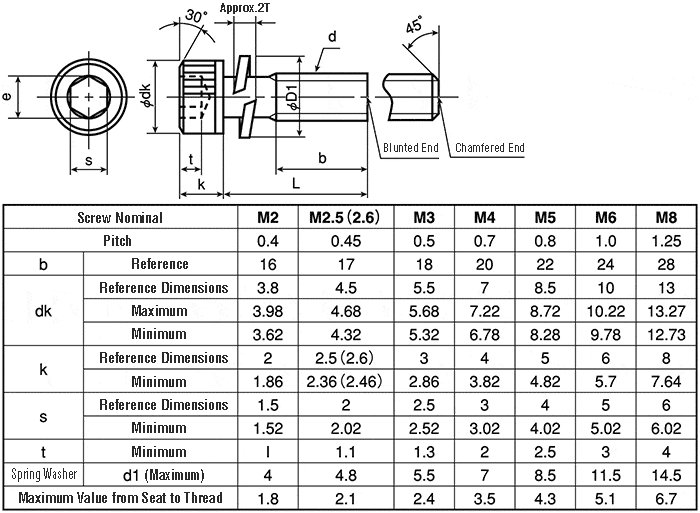 Approx.2T
30°
45°
d
e
φdk
φD1
Blunted End
Chamfered End
s
t
b
k
L
Screw Nominal M2 M2.5(2.6) M3 M4 M5 M6 M8
Pitch 0.4 0.45 0.5 0.7 0.8 1.0 1.25
b Reference 16 17 18 20 22 24 28
dk Reference Dimensions 3.8 4.5 5.5 7 8.5 10 13
Maximum 3.98 4.68 5.68 7.22 8.72 10.22 13.27
Minimum 3.62 4.32 5.32 6.78 8.28 9.78 12.73
k Reference Dimensions 2 2.5(2.6) 3 4 5 6 8
Minimum 1.86 2.36(2.46) 2.86 3.82 4.82 5.7 7.64
s Reference Dimensions 1.5 2 2.5 3 4 5 6
Minimum 1.52 2.02 2.52 3.02 4.02 5.02 6.02
t Minimum I 1.1 1.3 2 2.5 3 4
Spring Washer d1 (Maximum) 4 4.8 5.5 7 8.5 11.5 14.5
Maximum Value from Seat to Thread 1.8 2.1 2.4 3.5 4.3 5.1 6.7